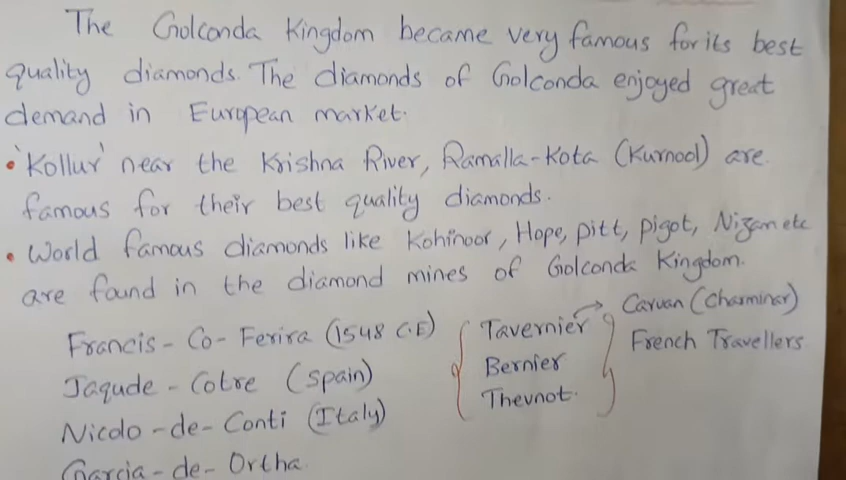 The Golconda Kingdom became very famous for its best
quality diamonds. The diamonds of Golconda enjoyed great
demand in European market.
• 'Kollur' near the Krishna River, Ramalla-Kota (Kurnool) are
famous for their best quality diamonds.
• World famous diamonds like Kohinoor, Hope, Pitt, Pigot, Nizam etc
are found in the diamond mines of Golconda Kingdom.
Francis-Co-Ferira (1548 C.E)
Jaqude-Cotre (Spain)
Nicolo-de-Conti (Italy)
Garcia-de-Ortha
{ Tavernier → Caruan (Charminar)
Bernier
Thevnot. }
French Travellers